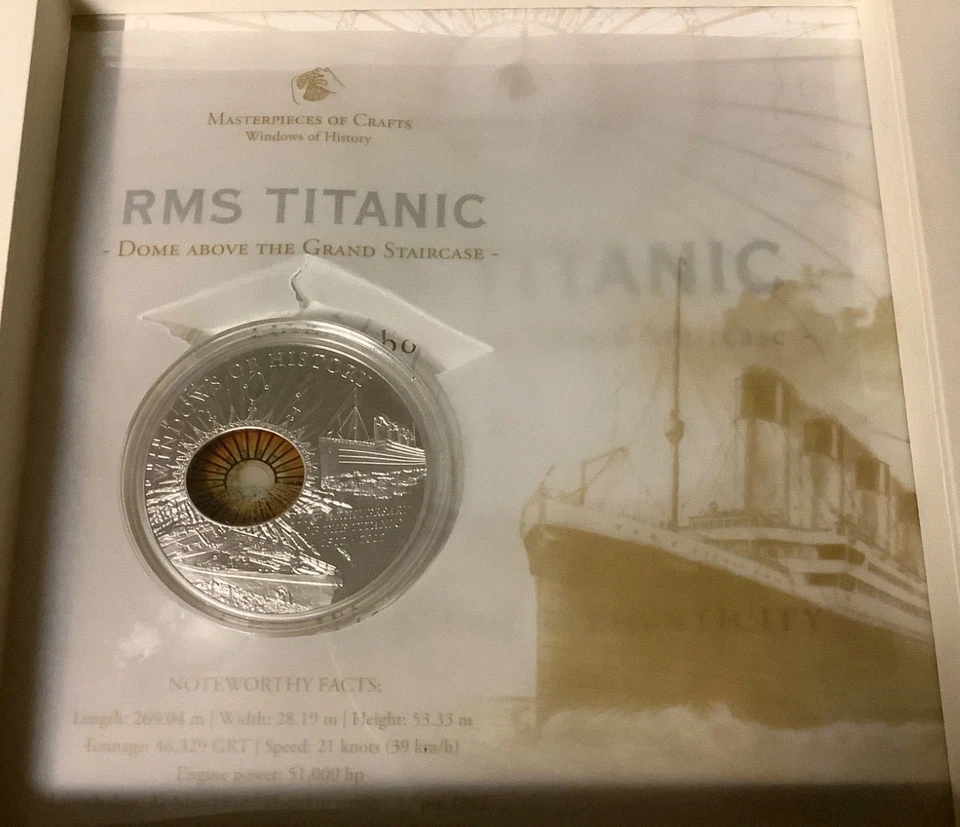 MASTERPIECES OF CRAFTS
Windows of History
RMS TITANIC
- DOME ABOVE THE GRAND STAIRCASE -
TITANIC
bo
WINDOWS OF HISTORY
NOTEWORTHY FACTS:
Length: 269.04 m | Width: 28.19 m | Height: 53.33 m
Tonnage: 46.329 GRT | Speed: 21 knots (39 km/h)
Engine power: 51,000 hp